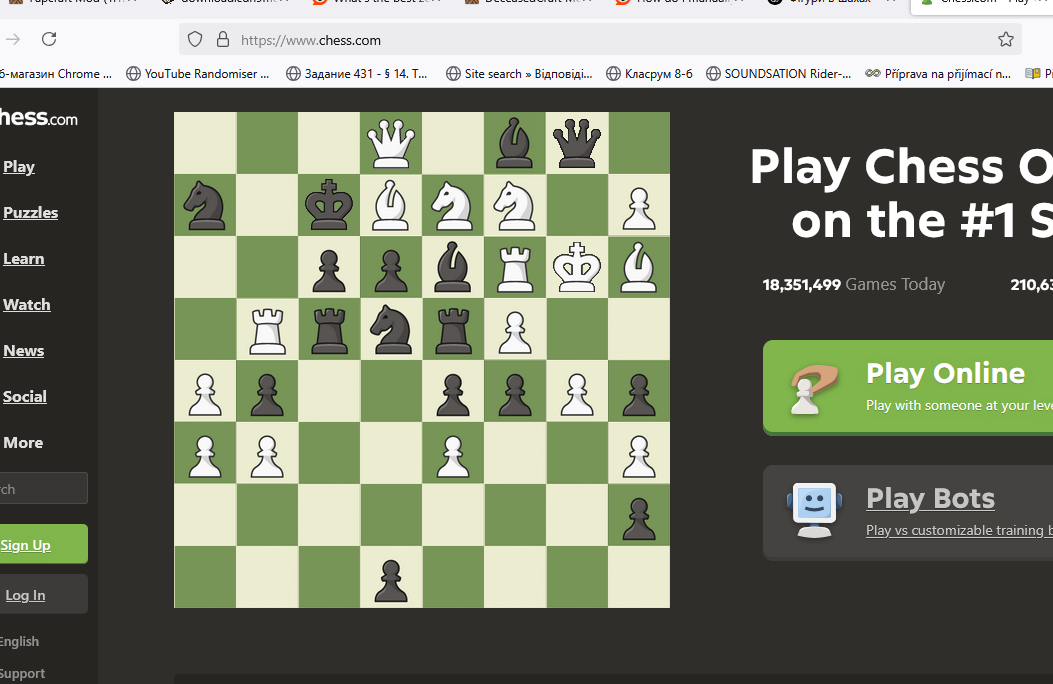 https://www.chess.com
б-магазин Chrome ... YouTube Randomiser ... Задание 431 - § 14. Т... Site search » Відповіді... Класрум 8-б SOUNDSATION Rider-... Příprava na přijímací n...
hess.com
Play
Puzzles
Learn
Watch
News
Social
More
rch
Sign Up
Log In
English
Support
Play Chess O
on the #1 S
18,351,499 Games Today 210,63
Play Online
Play with someone at your leve
Play Bots
Play vs customizable training b